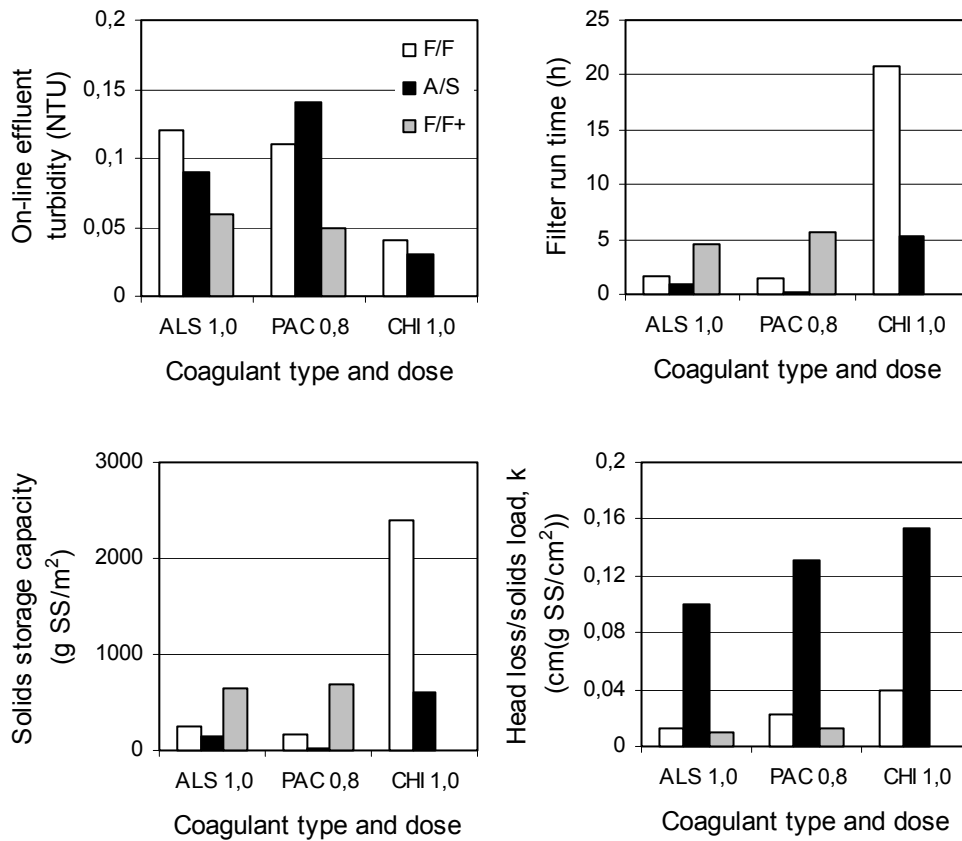 On-line effluent
turbidity (NTU)
0,2
0,15
0,1
0,05
0
F/F
A/S
F/F+
ALS 1,0 PAC 0,8 CHI 1,0
Coagulant type and dose
Filter run time (h)
25
20
15
10
5
0
ALS 1,0 PAC 0,8 CHI 1,0
Coagulant type and dose
Solids storage capacity
(g SS/m²)
3000
2000
1000
0
ALS 1,0 PAC 0,8 CHI 1,0
Coagulant type and dose
Head loss/solids load, k
(cm(g SS/cm²))
0,2
0,16
0,12
0,08
0,04
0
ALS 1,0 PAC 0,8 CHI 1,0
Coagulant type and dose